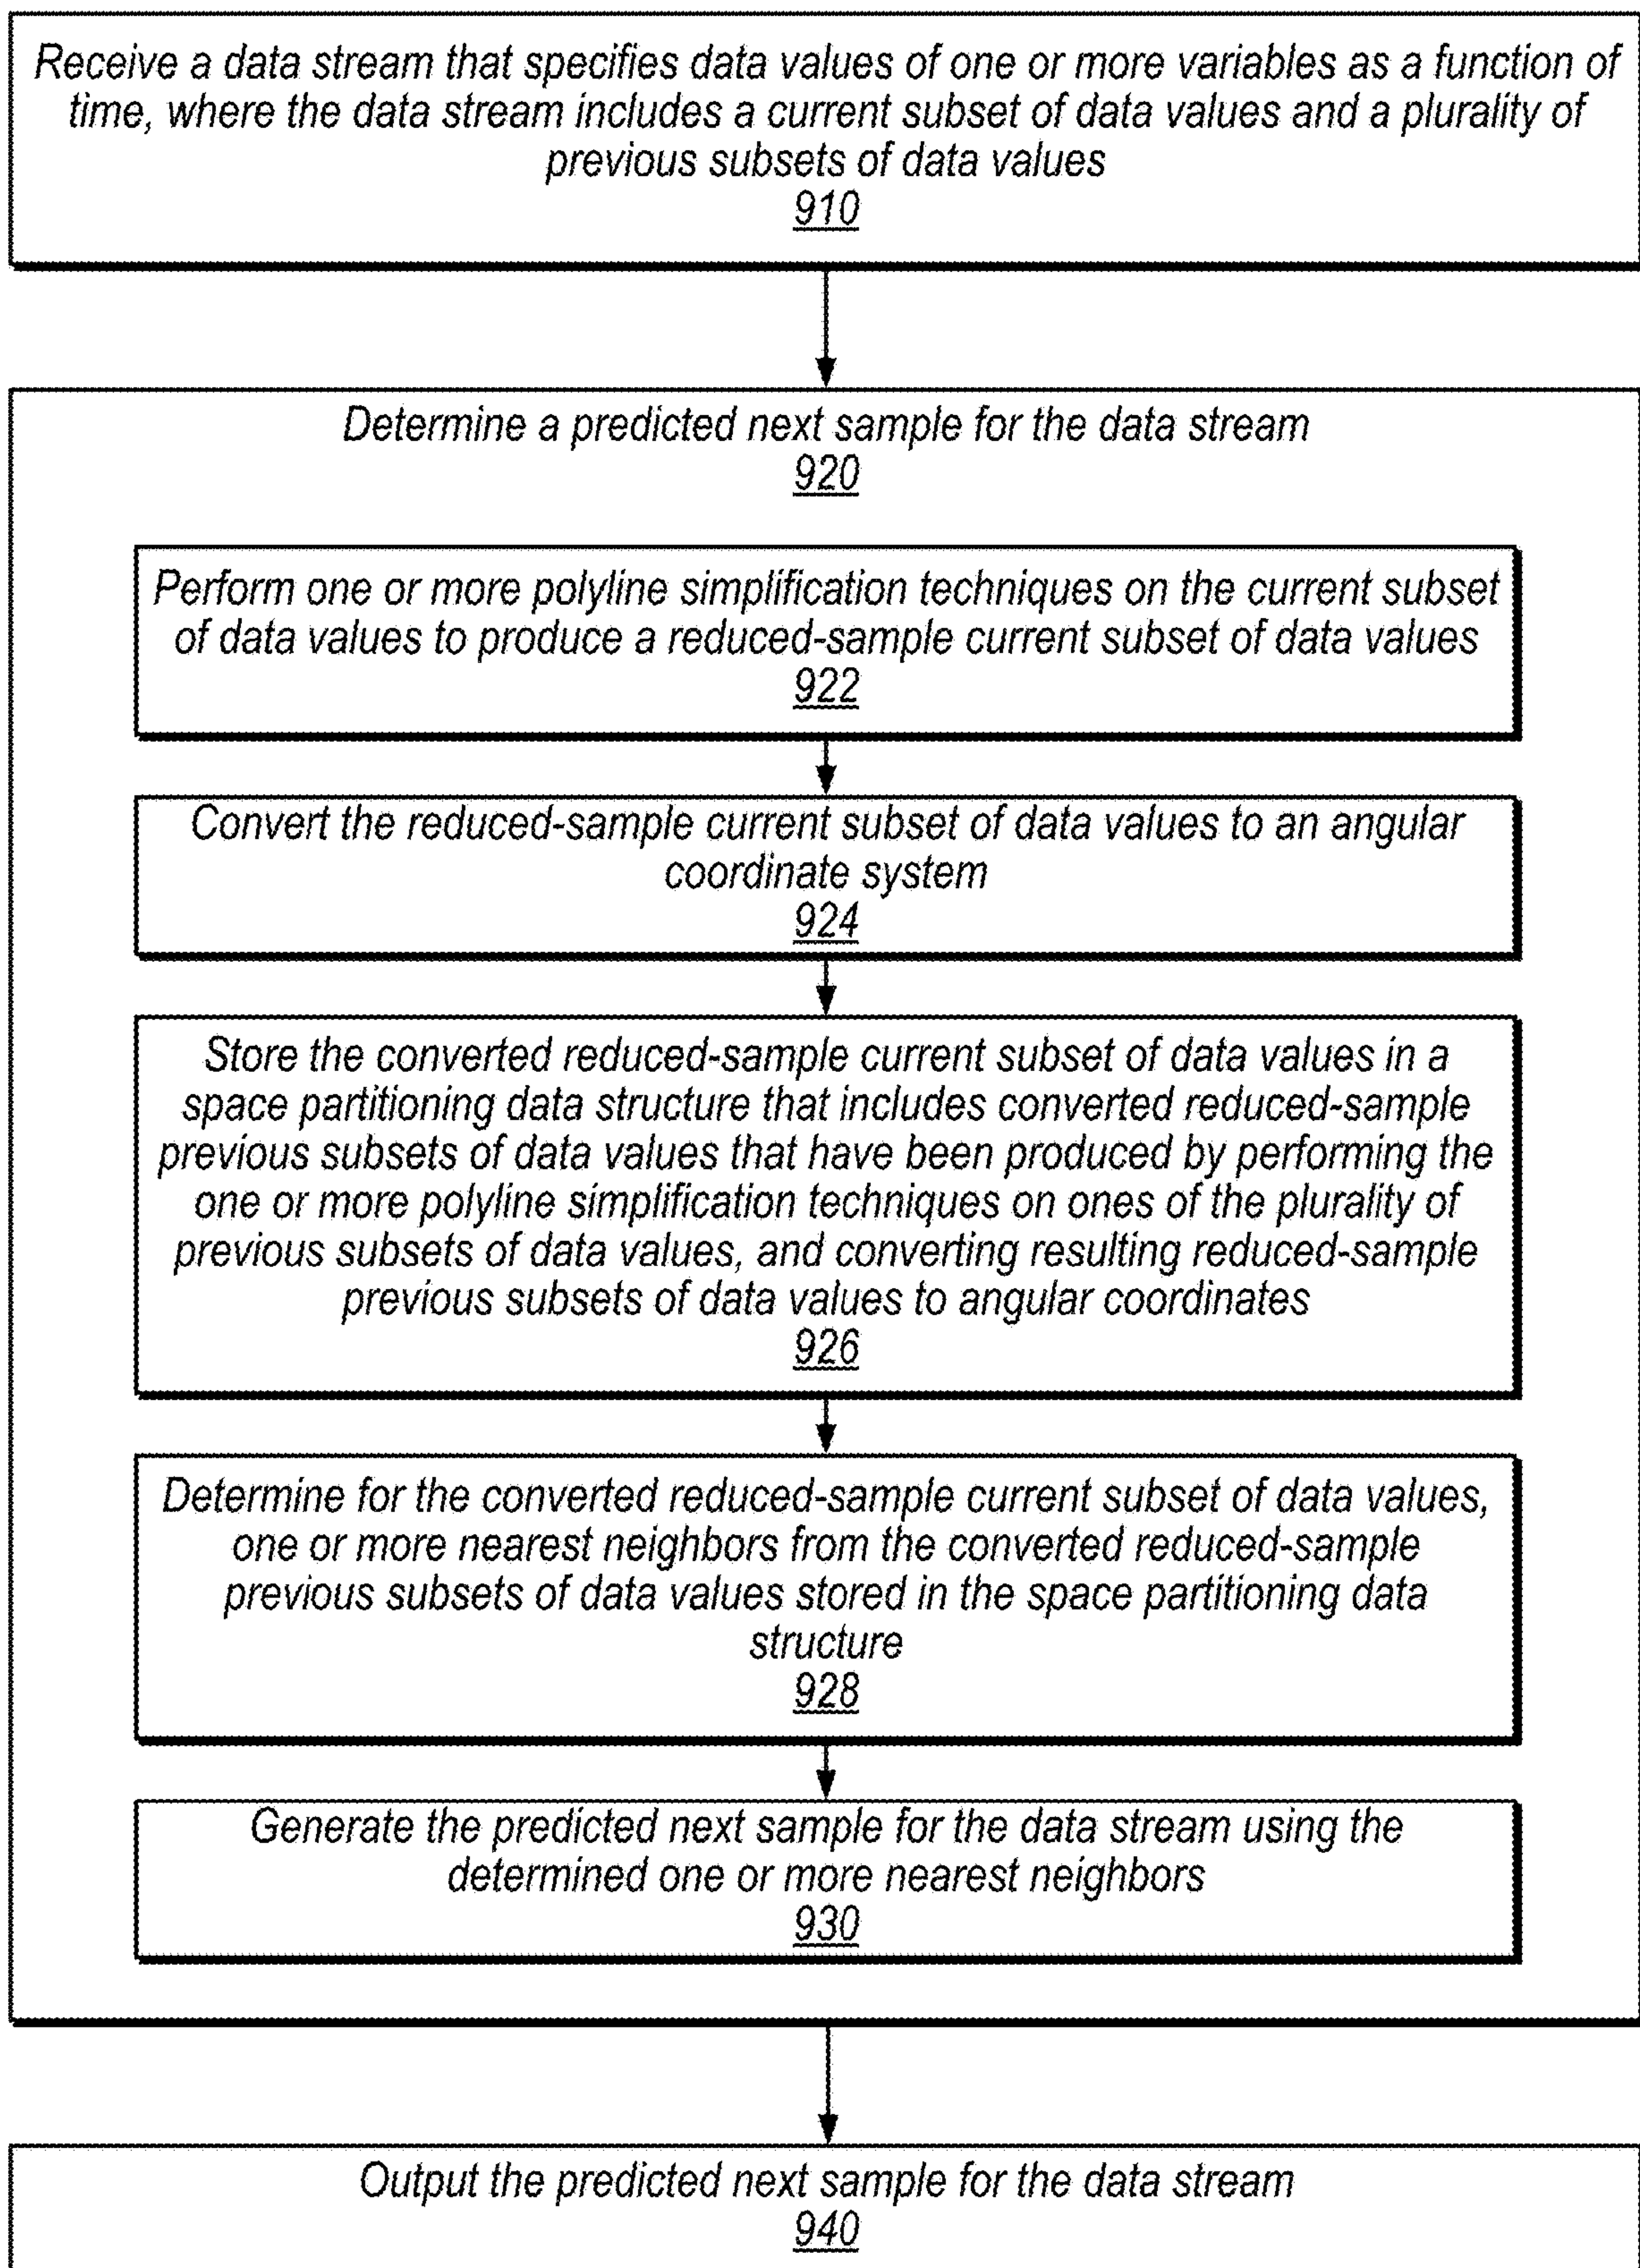 Receive a data stream that specifies data values of one or more variables as a function of
time, where the data stream includes a current subset of data values and a plurality of
previous subsets of data values
910
Determine a predicted next sample for the data stream
920
Perform one or more polyline simplification techniques on the current subset
of data values to produce a reduced-sample current subset of data values
922
Convert the reduced-sample current subset of data values to an angular
coordinate system
924
Store the converted reduced-sample current subset of data values in a
space partitioning data structure that includes converted reduced-sample
previous subsets of data values that have been produced by performing the
one or more polyline simplification techniques on ones of the plurality of
previous subsets of data values, and converting resulting reduced-sample
previous subsets of data values to angular coordinates
926
Determine for the converted reduced-sample current subset of data values,
one or more nearest neighbors from the converted reduced-sample
previous subsets of data values stored in the space partitioning data
structure
928
Generate the predicted next sample for the data stream using the
determined one or more nearest neighbors
930
Output the predicted next sample for the data stream
940